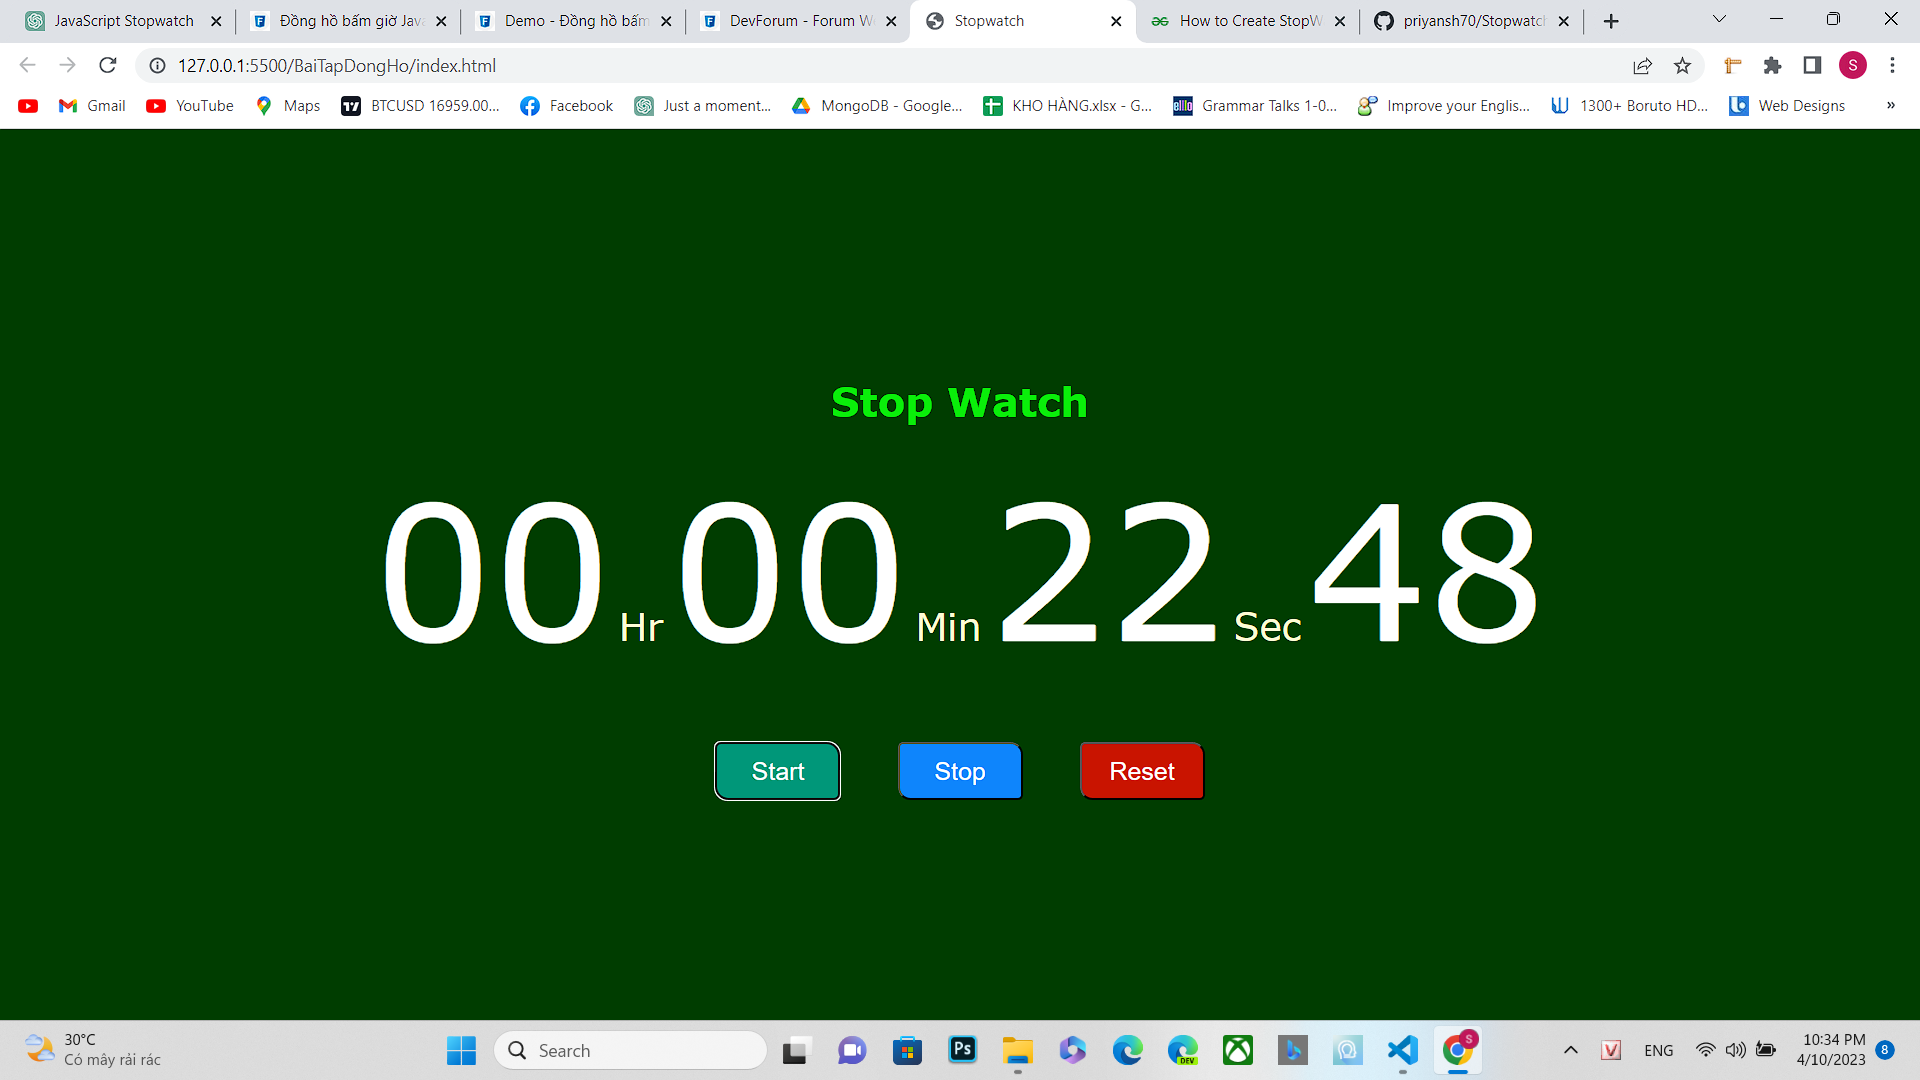 JavaScript Stopwatch
Đồng hồ bấm giờ Java
Demo - Đồng hồ bấm
DevForum - Forum W
Stopwatch
How to Create StopW
priyansh70/Stopwatch
127.0.0.1:5500/BaiTapDongHo/index.html
S
Gmail
YouTube
Maps
BTCUSD 16959.00...
Facebook
Just a moment...
MongoDB - Google...
KHO HÀNG.xlsx - G...
Grammar Talks 1-0...
Improve your Englis...
1300+ Boruto HD...
Web Designs
»
Stop Watch
00 Hr 00 Min 22 Sec 48
Start
Stop
Reset
30°C
Có mây rải rác
Search
Ps
DEV
S
V
ENG
10:34 PM
4/10/2023
8